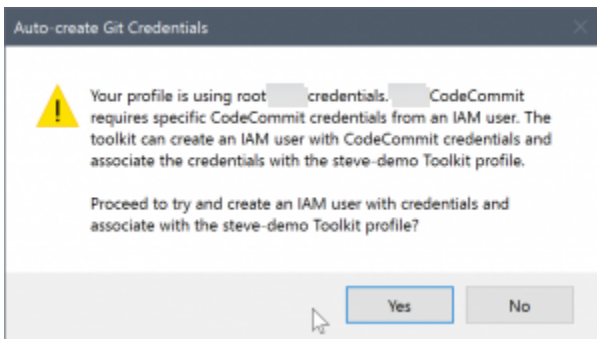 Auto-create Git Credentials
Your profile is using root credentials. CodeCommit
requires specific CodeCommit credentials from an IAM user. The
toolkit can create an IAM user with CodeCommit credentials and
associate the credentials with the steve-demo Toolkit profile.
Proceed to try and create an IAM user with credentials and
associate with the steve-demo Toolkit profile?
Yes No